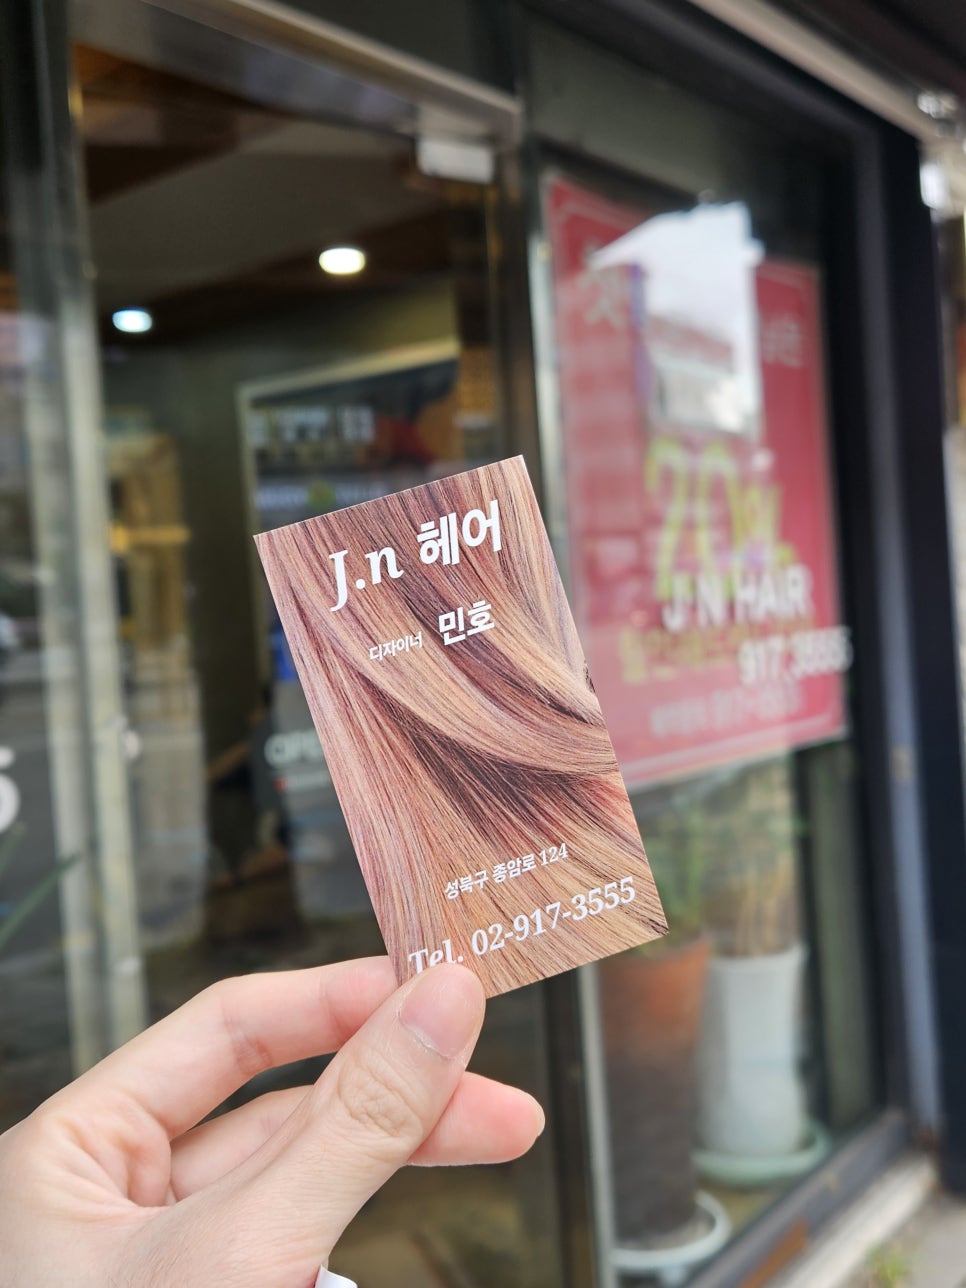 J.n 헤어
디자이너 민호
성북구 종암로 124
Tel. 02-917-3555
20%
J N HAIR
917.3555